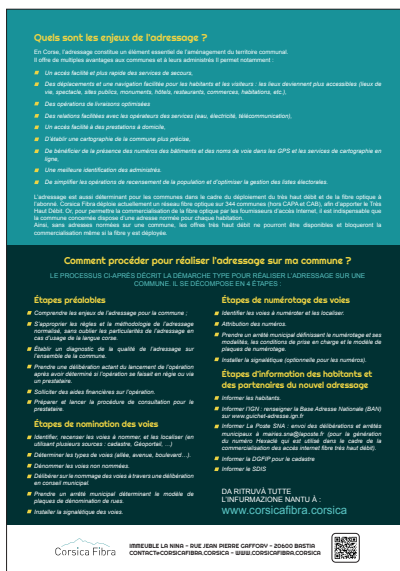 Quels sont les enjeux de l'adressage ?
En Corse, l'adressage constitue un élément essentiel de l'aménagement du territoire communal.
Il offre de multiples avantages aux communes et à leurs administrés Il permet notamment :
Un accès facilité et plus rapide des services de secours,
Des déplacements et une navigation facilitée pour les habitants et les visiteurs : les lieux deviennent plus accessibles (lieux de
vie, spectacle, sites publics, monuments, hôtels, restaurants, commerces, habitations, etc.),
Des opérations de livraisons optimisées
Des relations facilitées avec les opérateurs des services (eau, électricité, télécommunication),
Un accès facilité à des prestations à domicile,
D'établir une cartographie de la commune plus précise,
De bénéficier de la présence des numéros des bâtiments et des noms de voie dans les GPS et les services de cartographie en
ligne,
Une meilleure identification des administrés.
De simplifier les opérations de recensement de la population et d'optimiser la gestion des listes électorales.
L'adressage est aussi déterminant pour les communes dans le cadre du déploiement du très haut débit et de la fibre optique à
l'abonné. Corsica Fibra déploie actuellement un réseau fibre optique sur 344 communes (hors CAPA et CAB), afin d'apporter le Très
Haut Débit. Or, pour permettre la commercialisation de la fibre optique par les fournisseurs d'accès Internet, il est indispensable que
la commune concernée dispose d'une adresse normée pour chaque habitation.
Ainsi, sans adresses normées sur une commune, les offres très haut débit ne pourront être disponibles et bloqueront la
commercialisation même si la fibre y est déployée.
Comment procéder pour réaliser l'adressage sur ma commune ?
LE PROCESSUS CI-APRÈS DÉCRIT LA DÉMARCHE TYPE POUR RÉALISER L'ADRESSAGE SUR UNE
COMMUNE. IL SE DÉCOMPOSE EN 4 ÉTAPES :
Étapes préalables
Comprendre les enjeux de l'adressage pour la commune ;
S'approprier les règles et la méthodologie de l'adressage
normalisé, sans oublier les particularités de l'adressage en
cas d'usage de la langue corse.
Établir un diagnostic de la qualité de l'adressage sur
l'ensemble de la commune.
Prendre une délibération actant du lancement de l'opération
après avoir déterminé si l'opération se faisait en régie ou via
un prestataire.
Solliciter des aides financières sur l'opération.
Préparer et lancer la procédure de consultation pour le
prestataire.
Étapes de nomination des voies
Identifier, recenser les voies à nommer, et les localiser (en
utilisant plusieurs sources : cadastre, Géoportail, ...)
Déterminer les types de voies (allée, avenue, boulevard...).
Dénommer les voies non nommées.
Délibérer sur le nommage des voies à travers une délibération
en conseil municipal.
Prendre un arrêté municipal déterminant le modèle de
plaques de dénomination de rues.
Installer la signalétique des voies.
Étapes de numérotage des voies
Identifier les voies à numéroter et les localiser.
Attribution des numéros.
Prendre un arrêté municipal définissant le numérotage et ses
modalités, les conditions de prise en charge et le modèle de
plaques de numérotage.
Installer la signalétique (optionnelle pour les numéros).
Étapes d'information des habitants et
des partenaires du nouvel adressage
Informer les habitants.
Informer l'IGN : renseigner la Base Adresse Nationale (BAN)
sur www.guichet-adresse.ign.fr
Informer La Poste SNA : envoi des délibérations et arrêtés
municipaux à mairies.sna@laposte.fr (pour la génération
du numéro Hexaclé qui est utilisé dans le cadre de la
commercialisation des accès internet fibre très haut débit).
Informer la DGFIP pour le cadastre
Informer le SDIS
DA RITRUVÀ TUTTE
L'INFURMAZIONE NANTU À :
www.corsicafibra.corsica
Corsica Fibra
IMMEUBLE LA NINA - RUE JEAN PIERRE GAFFORY - 20600 BASTIA
CONTACT@CORSICAFIBRA.CORSICA - WWW.CORSICAFIBRA.CORSICA